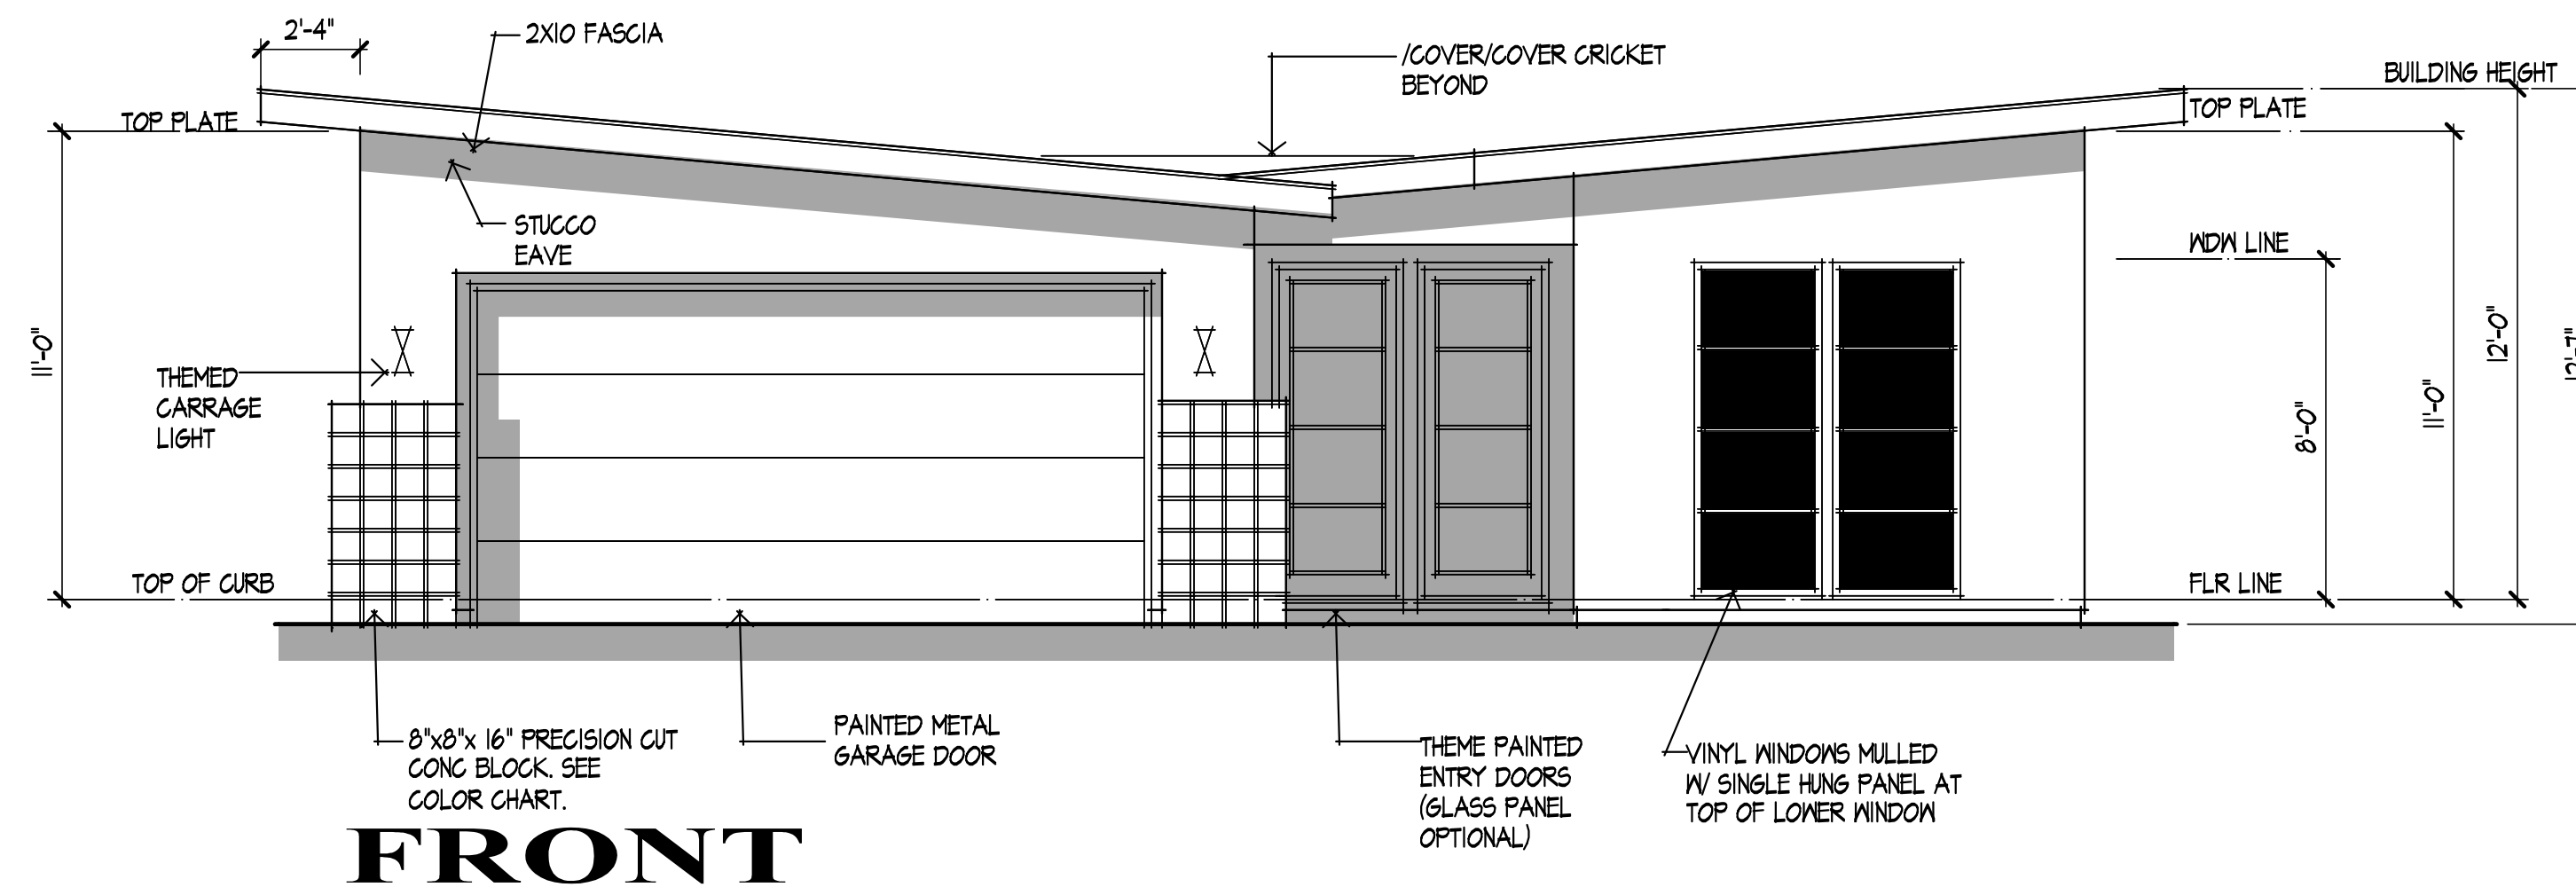 2'-4"
2X10 FASCIA
/COVER/COVER CRICKET
BEYOND
BUILDING HEIGHT
TOP PLATE
TOP PLATE
STUCCO
EAVE
WDW LINE
11'-0"
THEMED
CARRAGE
LIGHT
8'-0"
11'-0"
12'-0"
12'-7"
TOP OF CURB
FLR LINE
8"x8"x 16" PRECISION CUT
CONC BLOCK. SEE
COLOR CHART.
PAINTED METAL
GARAGE DOOR
THEME PAINTED
ENTRY DOORS
(GLASS PANEL
OPTIONAL)
VINYL WINDOWS MULLED
W/ SINGLE HUNG PANEL AT
TOP OF LOWER WINDOW
FRONT